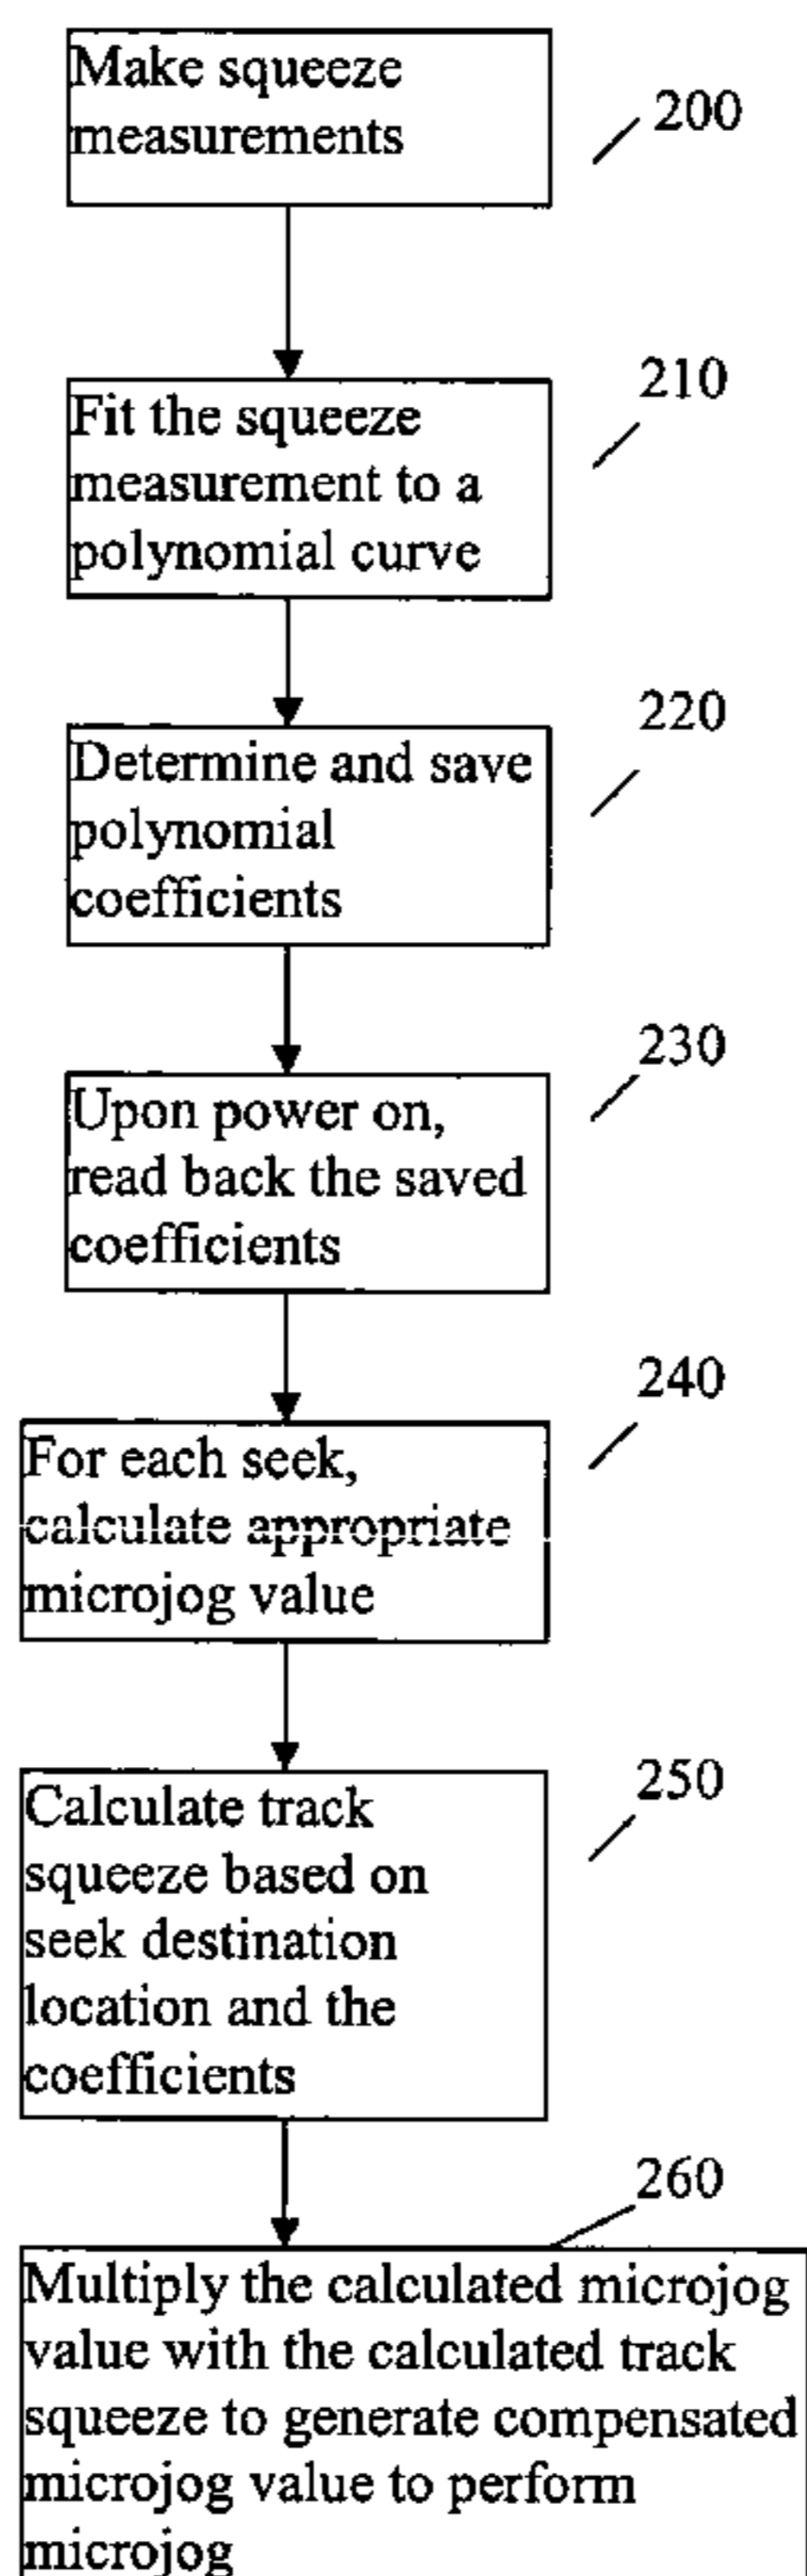 Make squeeze
measurements
200
Fit the squeeze
measurement to a
polynomial curve
210
Determine and save
polynomial
coefficients
220
Upon power on,
read back the saved
coefficients
230
For each seek,
calculate appropriate
microjog value
240
Calculate track
squeeze based on
seek destination
location and the
coefficients
250
260
Multiply the calculated microjog
value with the calculated track
squeeze to generate compensated
microjog value to perform
microjog